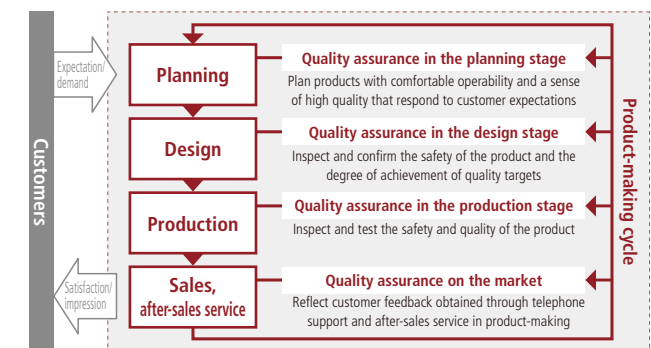 Customers
Expectation/
demand
Planning
Quality assurance in the planning stage
Plan products with comfortable operability and a sense
of high quality that respond to customer expectations
Design
Quality assurance in the design stage
Inspect and confirm the safety of the product and the
degree of achievement of quality targets
Production
Quality assurance in the production stage
Inspect and test the safety and quality of the product
Satisfaction/
impression
Sales,
after-sales service
Quality assurance on the market
Reflect customer feedback obtained through telephone
support and after-sales service in product-making
Product-making cycle